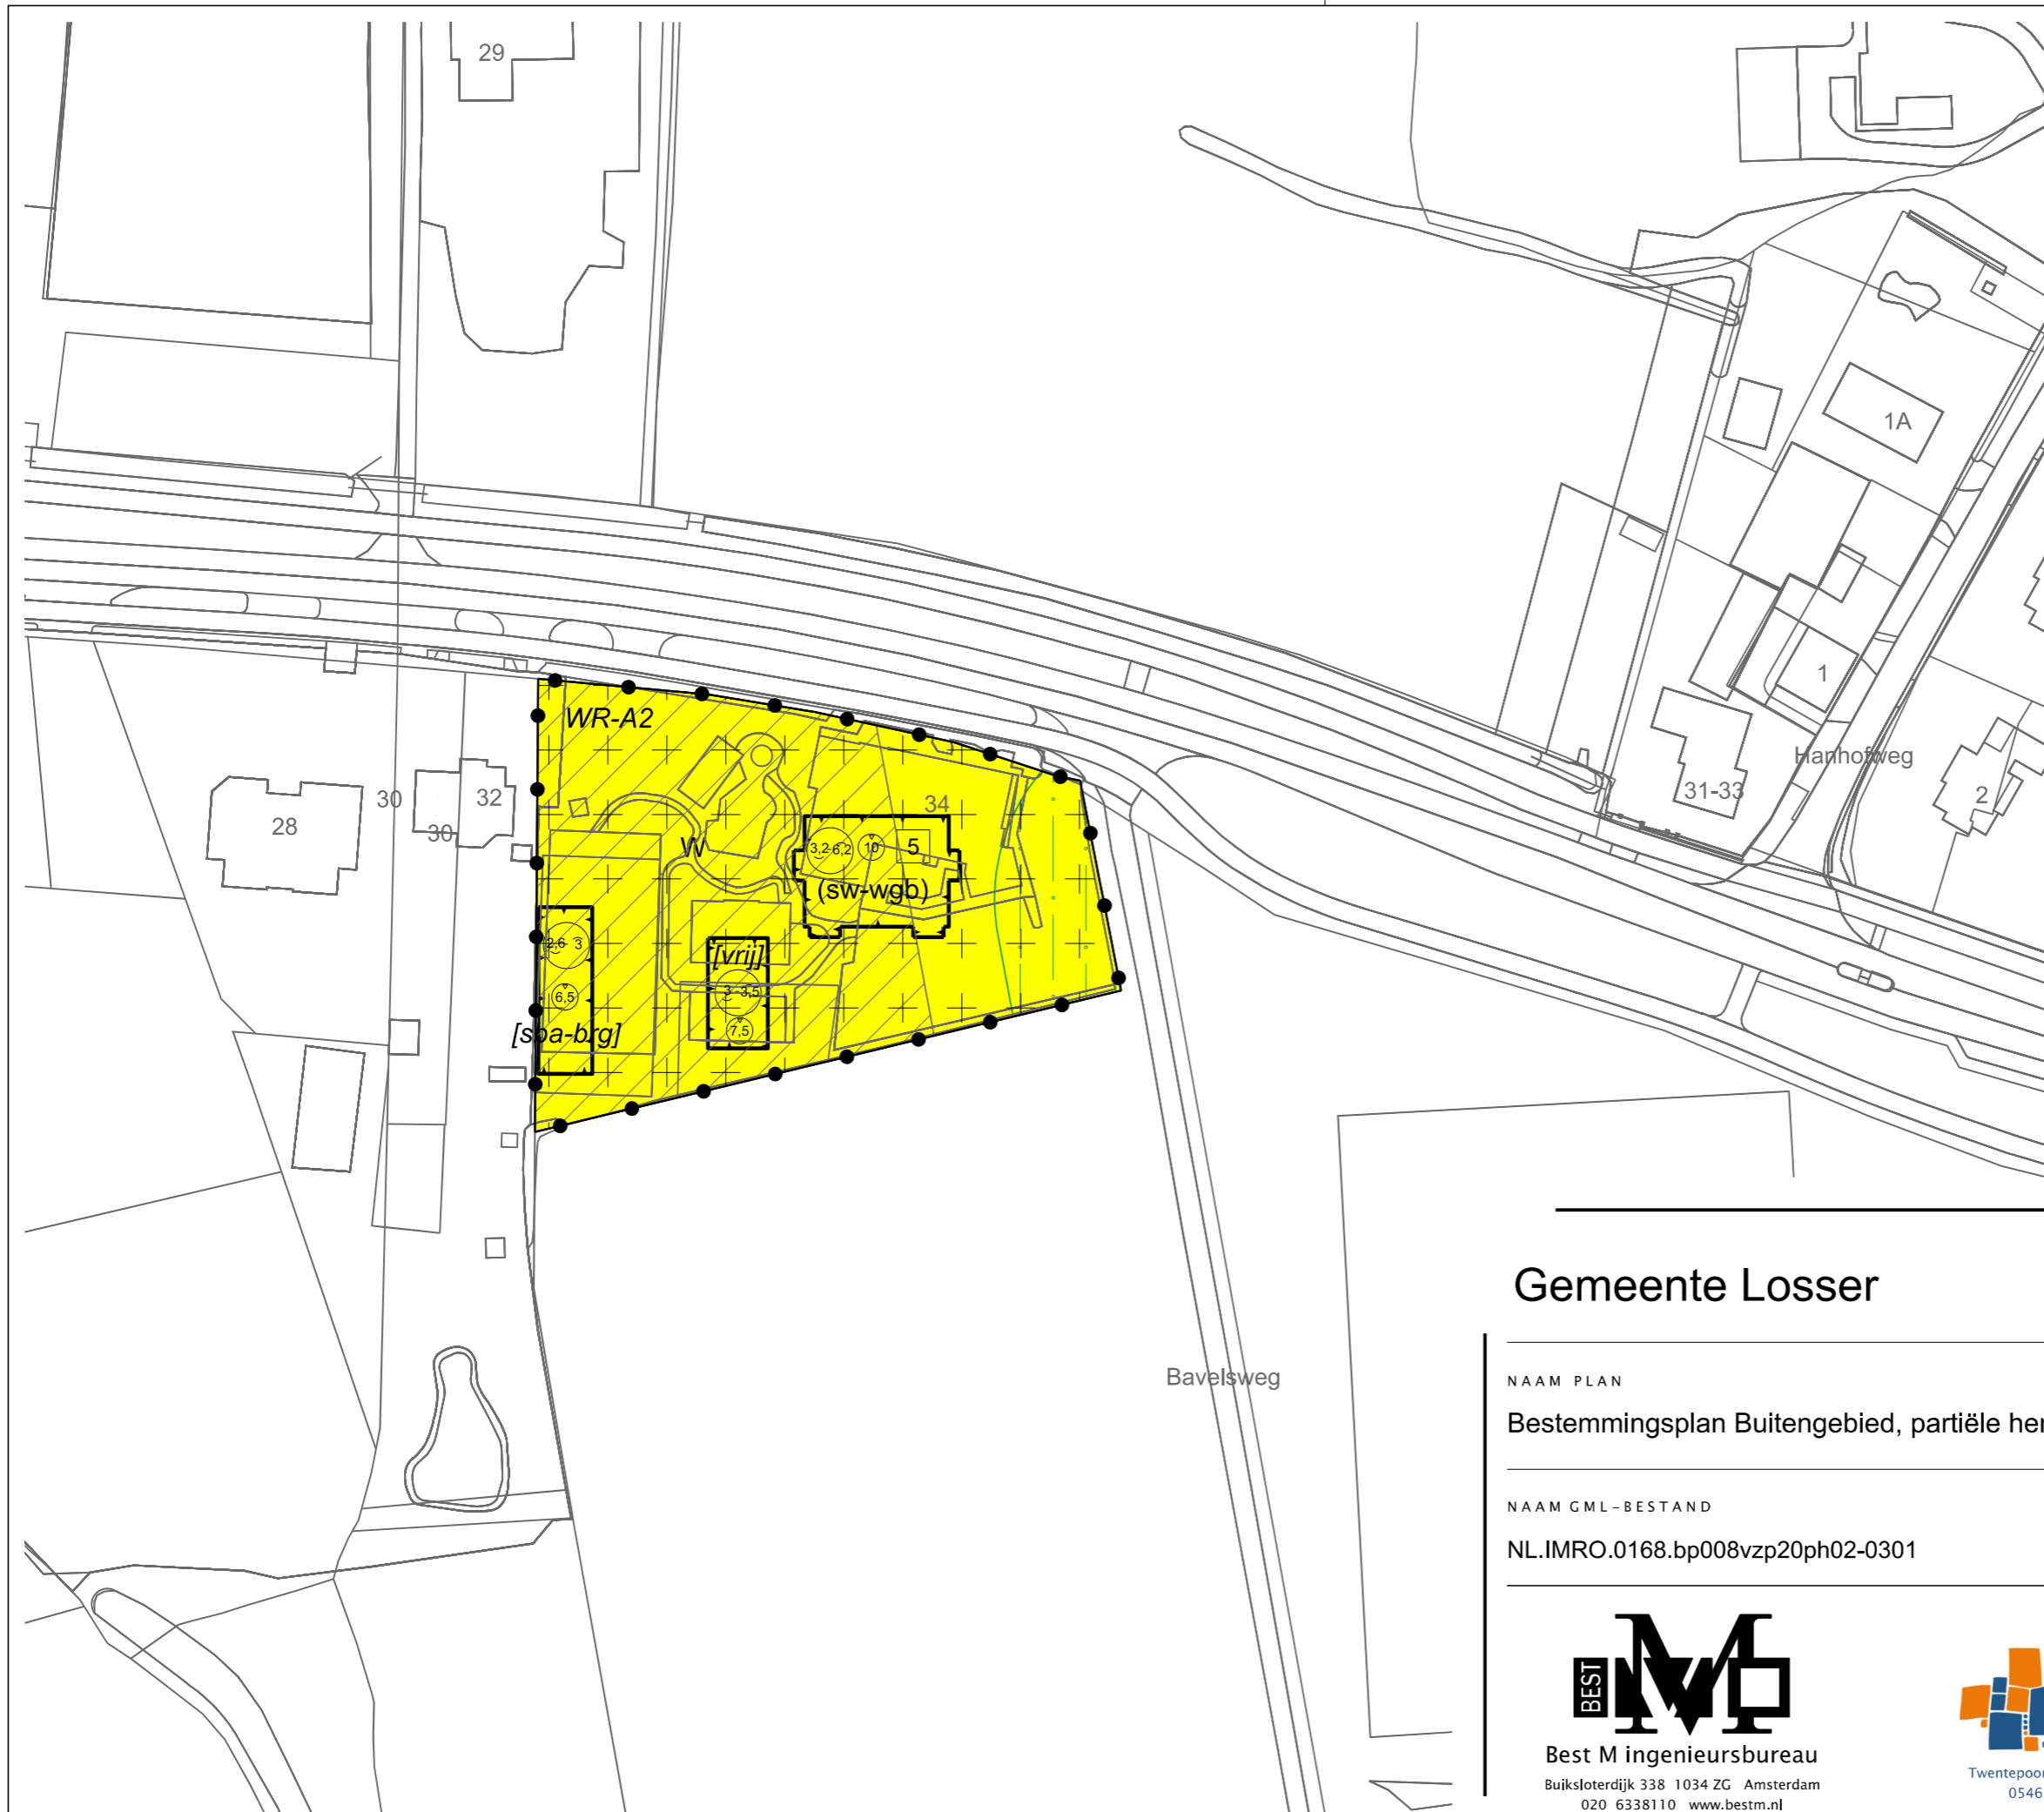 29
1A
1
Hanhofweg
31-33
2
WR-A2
30
32
28
30
34
W
3,2-6,2
10
5
(sw-wgb)
2,6 3
[vrij]
3 -3,5
6,5
7,5
[spa-brg]
Bavelsweg
Gemeente Losser
NAAM PLAN
Bestemmingsplan Buitengebied, partiële her
NAAM GML-BESTAND
NL.IMRO.0168.bp008vzp20ph02-0301
BEST
M
Best M ingenieursbureau
Buiksloterdijk 338 1034 ZG Amsterdam
020 6338110 www.bestm.nl
Twentepoor
0546